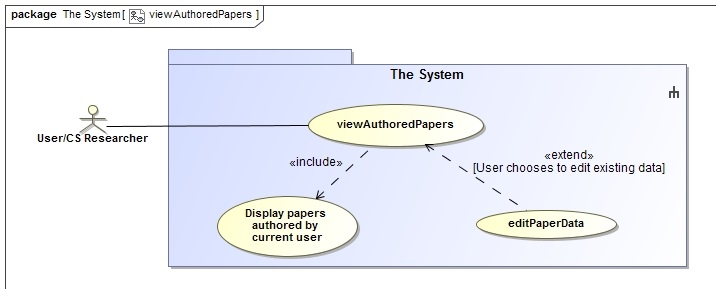 package The System[ viewAuthoredPapers ]
The System
User/CS Researcher
viewAuthoredPapers
«include»
«extend»
[User chooses to edit existing data]
Display papers
authored by
current user
editPaperData